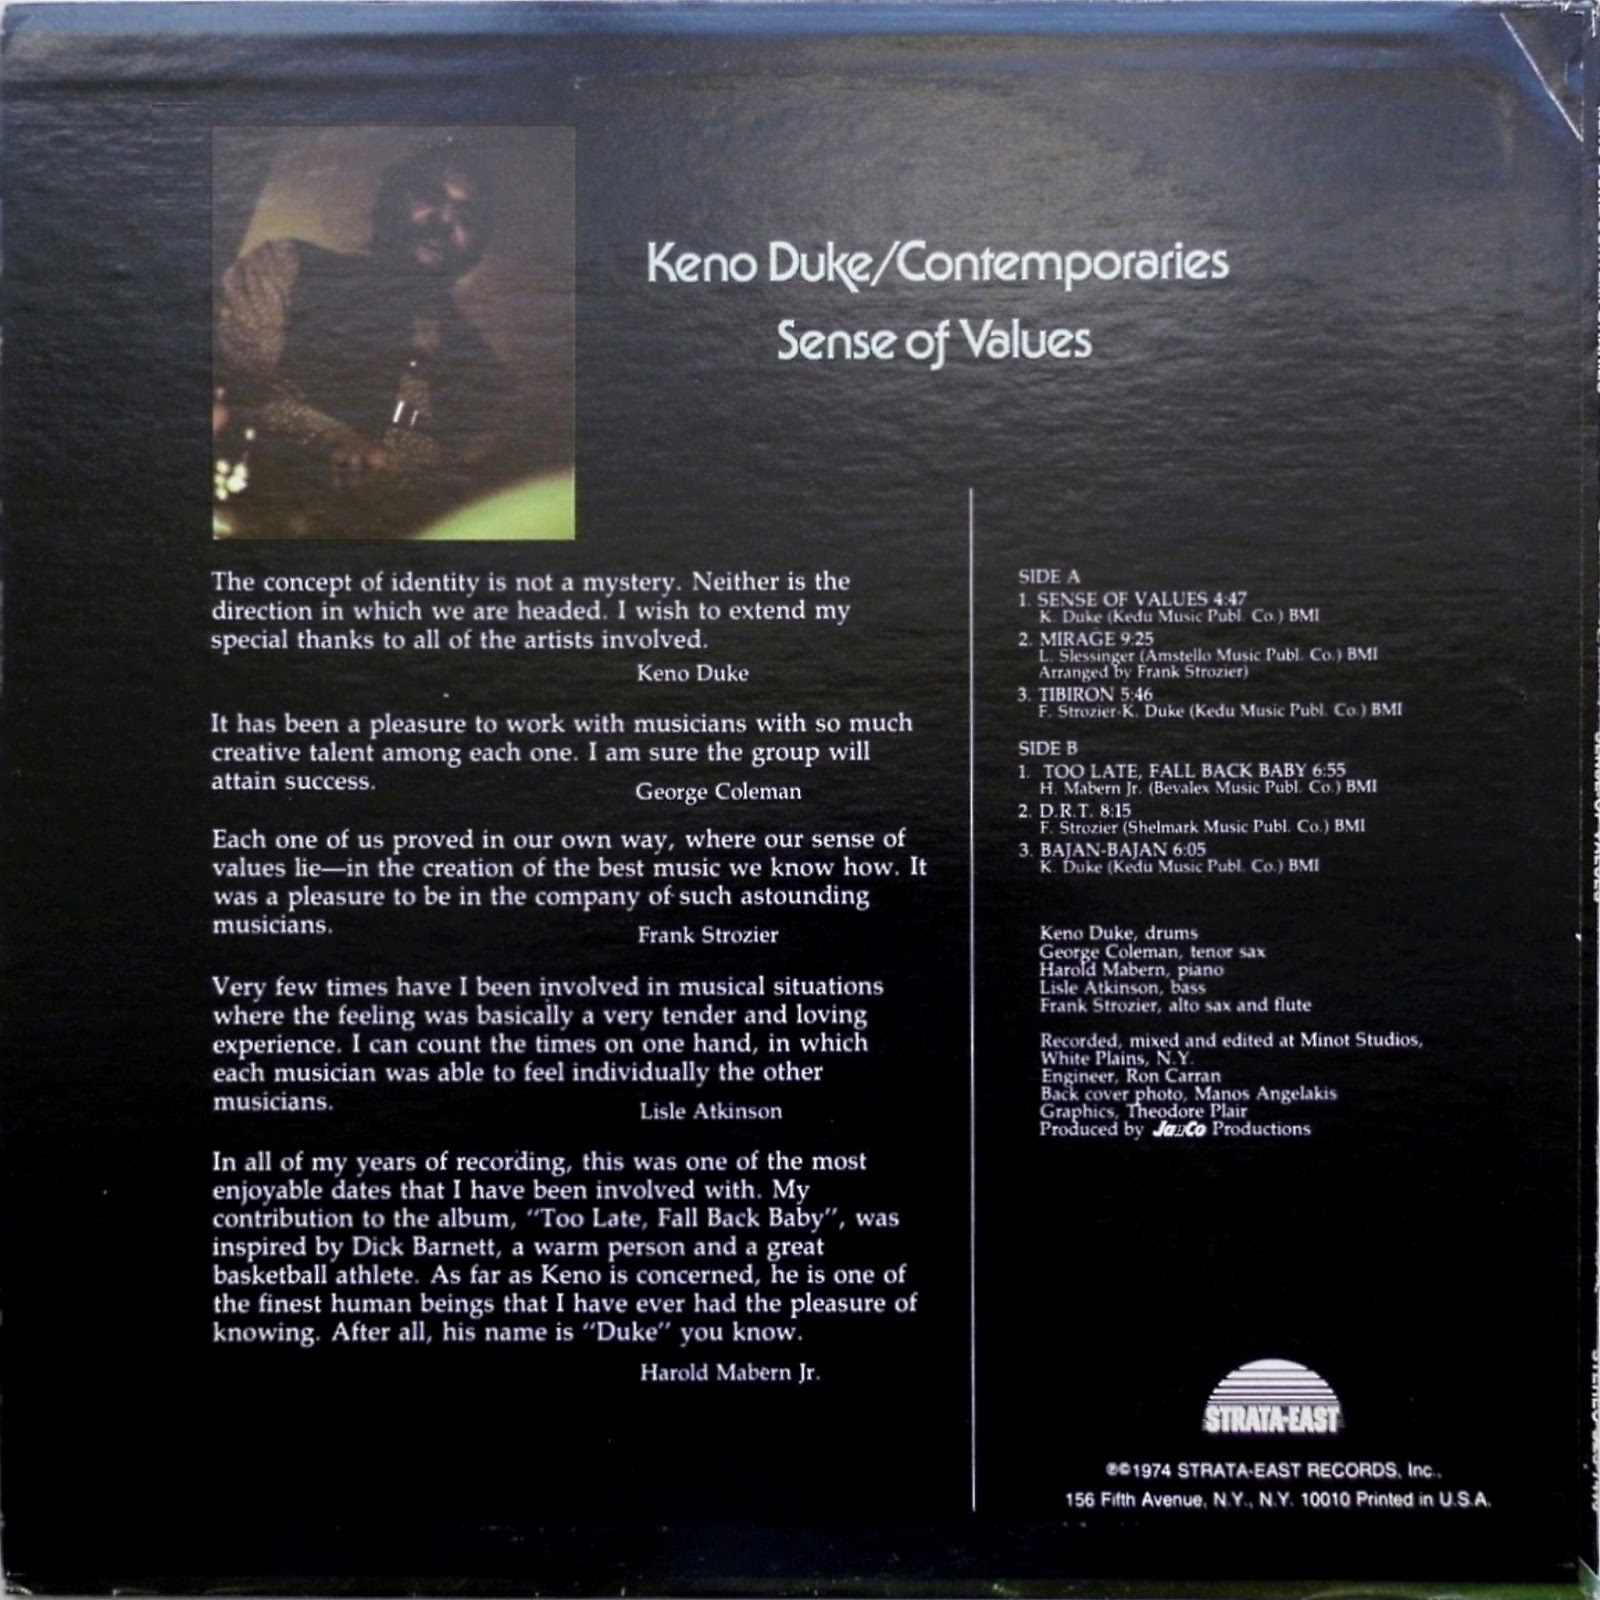 Keno Duke/Contemporaries
Sense of Values
The concept of identity is not a mystery. Neither is the
direction in which we are headed. I wish to extend my
special thanks to all of the artists involved.
Keno Duke
It has been a pleasure to work with musicians with so much
creative talent among each one. I am sure the group will
attain success.
George Coleman
Each one of us proved in our own way, where our sense of
values lie—in the creation of the best music we know how. It
was a pleasure to be in the company of such astounding
musicians.
Frank Strozier
Very few times have I been involved in musical situations
where the feeling was basically a very tender and loving
experience. I can count the times on one hand, in which
each musician was able to feel individually the other
musicians.
Lisle Atkinson
In all of my years of recording, this was one of the most
enjoyable dates that I have been involved with. My
contribution to the album, “Too Late, Fall Back Baby”, was
inspired by Dick Barnett, a warm person and a great
basketball athlete. As far as Keno is concerned, he is one of
the finest human beings that I have ever had the pleasure of
knowing. After all, his name is “Duke” you know.
Harold Mabern Jr.
SIDE A
1. SENSE OF VALUES 4:47
K. Duke (Kedu Music Publ. Co.) BMI
2. MIRAGE 9:25
L. Slessinger (Amstello Music Publ. Co.) BMI
Arranged by Frank Strozier)
3. TIBIRON 5:46
F. Strozier-K. Duke (Kedu Music Publ. Co.) BMI
SIDE B
1. TOO LATE, FALL BACK BABY 6:55
H. Mabern Jr. (Bevalex Music Publ. Co.) BMI
2. D.R.T. 8:15
F. Strozier (Shelmark Music Publ. Co.) BMI
3. BAJAN-BAJAN 6:05
K. Duke (Kedu Music Publ. Co.) BMI
Keno Duke, drums
George Coleman, tenor sax
Harold Mabern, piano
Lisle Atkinson, bass
Frank Strozier, alto sax and flute
Recorded, mixed and edited at Minot Studios,
White Plains, N.Y.
Engineer, Ron Carran
Back cover photo, Manos Angelakis
Graphics, Theodore Plair
Produced by Productions
STRATA-EAST
℗©1974 STRATA-EAST RECORDS, Inc.,
156 Fifth Avenue, N.Y., N.Y. 10010 Printed in U.S.A.